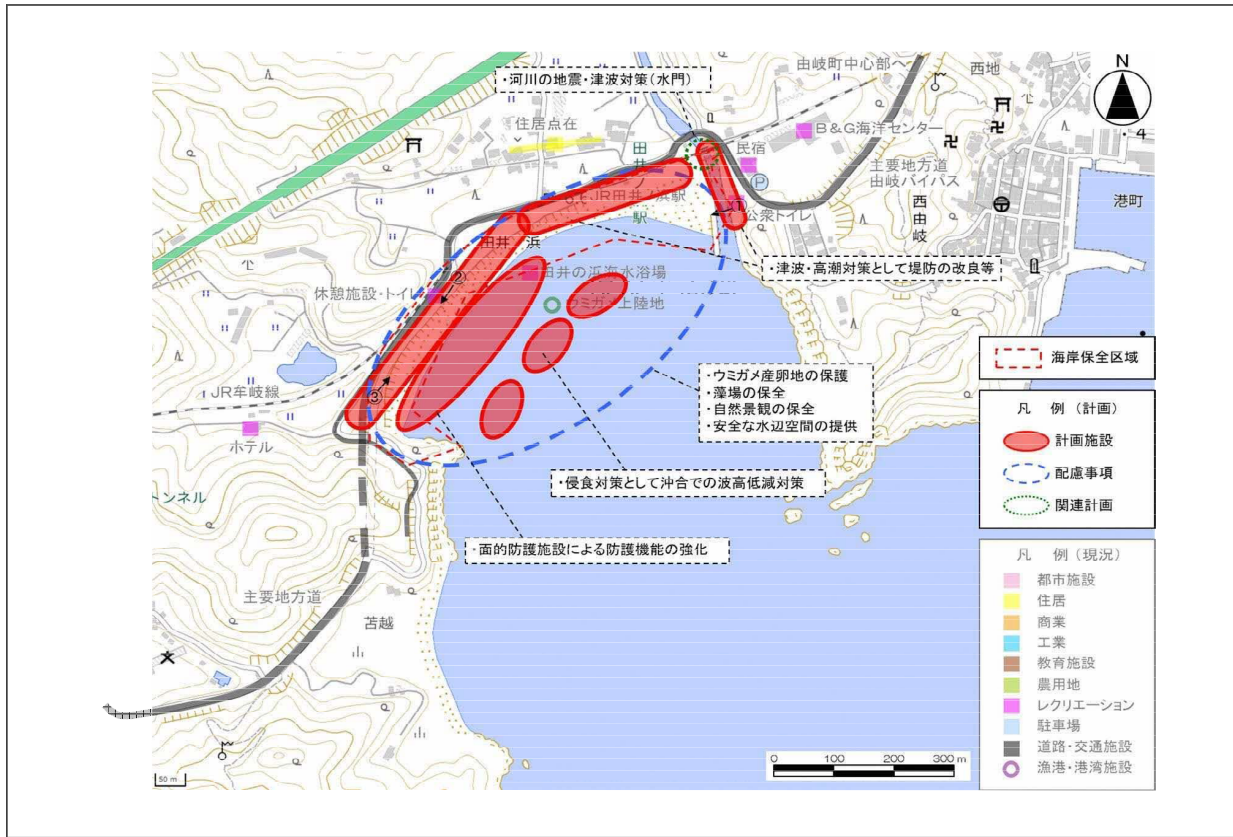 ・河川の地震・津波対策(水門)
由岐町中心部へ
西地
N
・4
住居点在
B&G海洋センター
民宿
田井ノ浜駅
主要地方道
由岐バイパス
P
JR田井ノ浜駅
公衆トイレ
西由岐
港町
田井ノ浜
・津波・高潮対策として堤防の改良等
田井の浜海水浴場
②
休憩施設・トイレ
ウミガメ上陸地
海岸保全区域
・ウミガメ産卵地の保護
・藻場の保全
・自然景観の保全
・安全な水辺空間の提供
JR牟岐線
③
ホテル
凡 例 (計画)
計画施設
配慮事項
関連計画
トンネル
・侵食対策として沖合での波高低減対策
・面的防護施設による防護機能の強化
凡 例 (現況)
都市施設
住居
商業
工業
教育施設
農用地
レクリエーション
駐車場
道路・交通施設
漁港・港湾施設
主要地方道
苫越
0 100 200 300 m
50 m